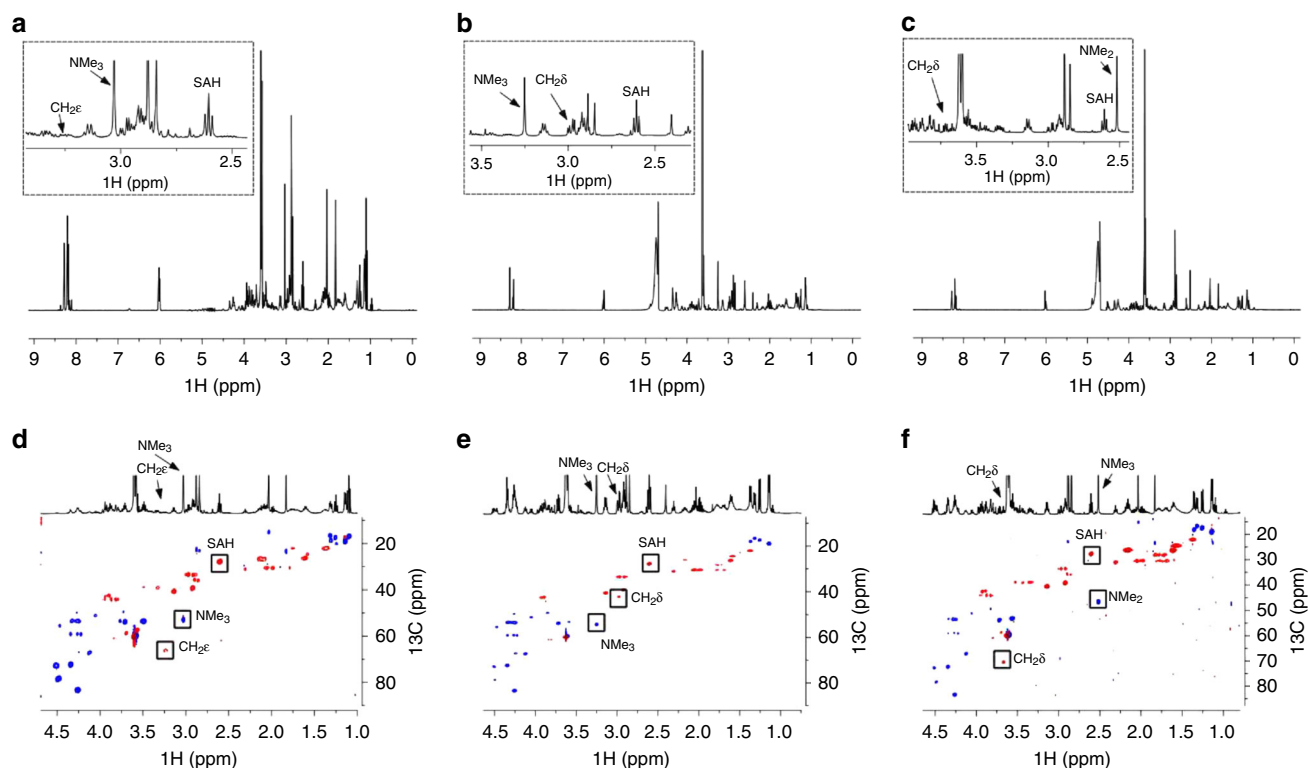 a
NMe3
CH2ε
SAH
3.0 2.5
1H (ppm)
9 8 7 6 5 4 3 2 1 0
1H (ppm)
b
NMe3
CH2δ
SAH
3.5 3.0 2.5
1H (ppm)
9 8 7 6 5 4 3 2 1 0
1H (ppm)
c
CH2δ
NMe2
SAH
3.5 3.0 2.5
1H (ppm)
9 8 7 6 5 4 3 2 1 0
1H (ppm)
d
NMe3
CH2ε
SAH
NMe3
CH2ε
20
40
60
80
13C (ppm)
4.5 4.0 3.5 3.0 2.5 2.0 1.5 1.0
1H (ppm)
e
NMe3 CH2δ
SAH
CH2δ
NMe3
20
40
60
80
13C (ppm)
4.5 4.0 3.5 3.0 2.5 2.0 1.5 1.0
1H (ppm)
f
CH2δ
NMe3
SAH
NMe2
CH2δ
20
30
40
50
60
70
80
13C (ppm)
4.5 4.0 3.5 3.0 2.5 2.0 1.5 1.0
1H (ppm)